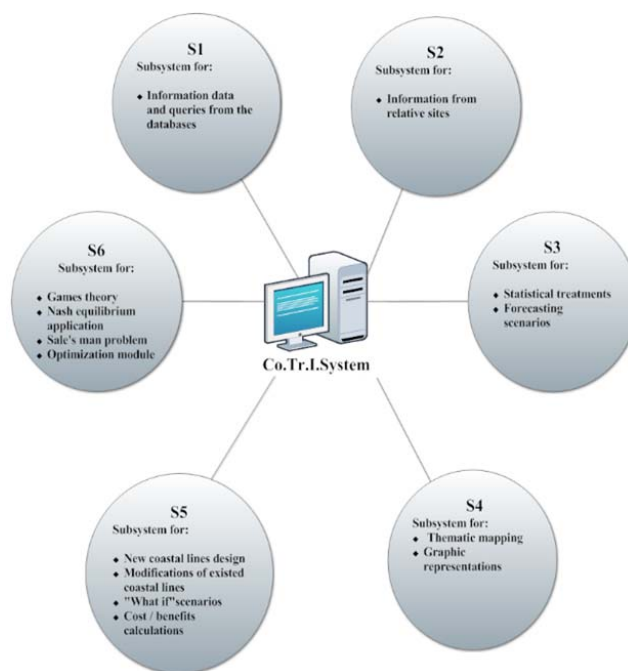 S1
Subsystem for:
◆ Information data
and queries from the
databases
S2
Subsystem for:
◆ Information from
relative sites
S6
Subsystem for:
◆ Games theory
◆ Nash equilibrium
application
◆ Sale's man problem
◆ Optimization module
S3
Subsystem for:
◆ Statistical treatments
◆ Forecasting
scenarios
Co.Tr.I.System
S5
Subsystem for:
◆ New coastal lines design
◆ Modifications of existed
coastal lines
◆ "What if"scenarios
◆ Cost / benefits
calculations
S4
Subsystem for:
◆ Thematic mapping
◆ Graphic
representations